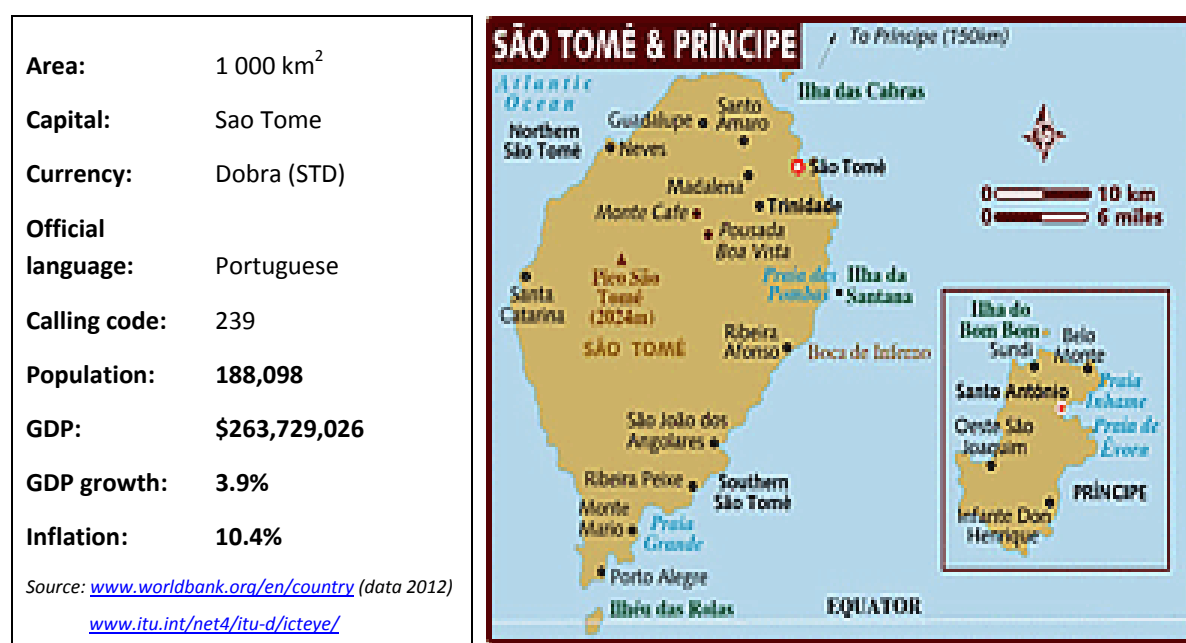 Area: 1 000 km2
Capital: Sao Tome
Currency: Dobra (STD)
Official
language: Portuguese
Calling code: 239
Population: 188,098
GDP: $263,729,026
GDP growth: 3.9%
Inflation: 10.4%
Source: www.worldbank.org/en/country (data 2012)
www.itu.int/net4/itu-d/icteye/
SÃO TOMÉ & PRÍNCIPE
To Príncipe (150km)
Atlantic
Ocean
Ilha das Cabras
Northern
São Tomé
Guadalupe
Santo
Amaro
Neves
São Tomé
Madalena
Trinidade
Monte Cafe
Pousada
Boa Vista
0 10 km
0 6 miles
Pico São
Tomé
(2024m)
Santa
Catarina
Praia das
Pombas
Ilha da
Santana
SÃO TOMÉ
Ribeira
Afonso
Boca de Inferno
São João dos
Angolares
Ribeira Peixe
Southern
São Tomé
Monte
Mario
Praia
Grande
Porto Alegre
Ilhéu das Rolas
EQUATOR
Ilha do
Bom Bom
Sundi
Belo
Monte
Santo António
Praia
Inhame
Oeste São
Joaquim
Praia de
Évora
PRÍNCIPE
Infante Don
Henrique